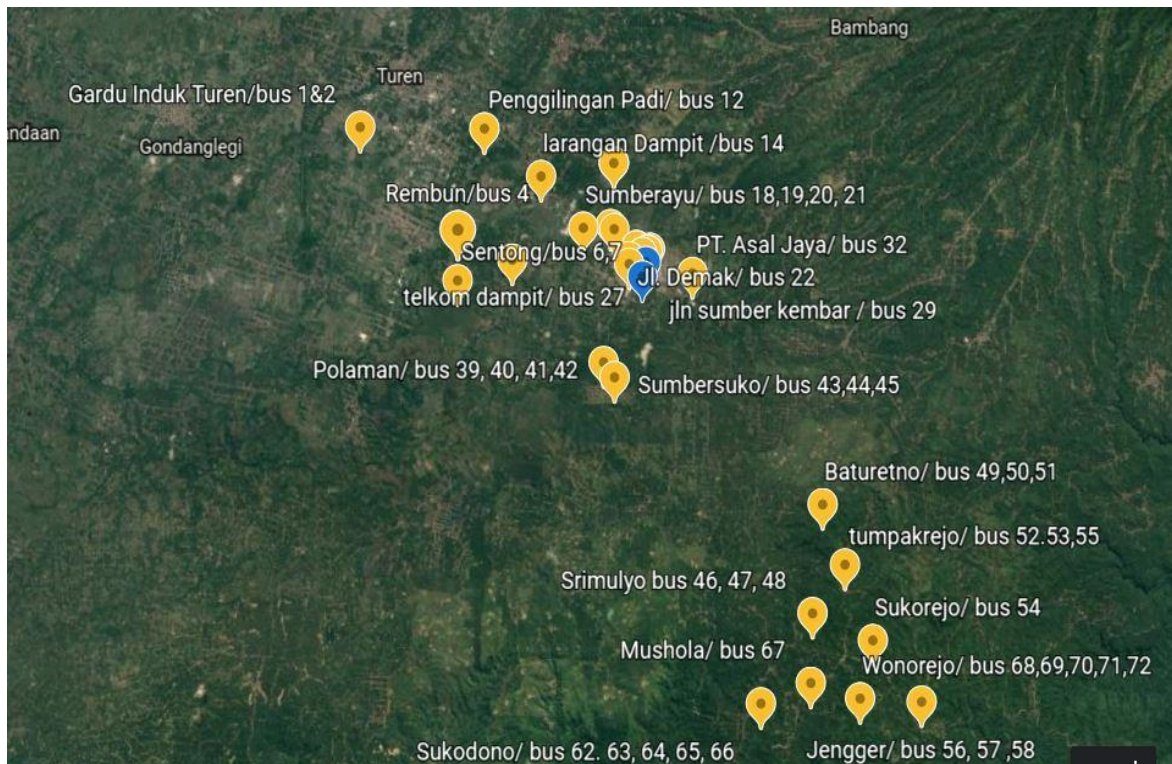 Bambang
Turen
Gardu Induk Turen/bus 1&2
Penggilingan Padi/ bus 12
andaan
Gondanglegi
larangan Dampit /bus 14
Rembun/bus 4
Sumberayu/ bus 18,19,20, 21
Sentong/bus 6,7
PT. Asal Jaya/ bus 32
Jl. Demak/ bus 22
telkom dampit/ bus 27
jln sumber kembar / bus 29
Polaman/ bus 39, 40, 41,42
Sumbersuko/ bus 43,44,45
Baturetno/ bus 49,50,51
tumpakrejo/ bus 52.53,55
Srimulyo bus 46, 47, 48
Sukorejo/ bus 54
Mushola/ bus 67
Wonorejo/ bus 68,69,70,71,72
Sukodono/ bus 62. 63, 64, 65, 66
Jengger/ bus 56, 57 ,58